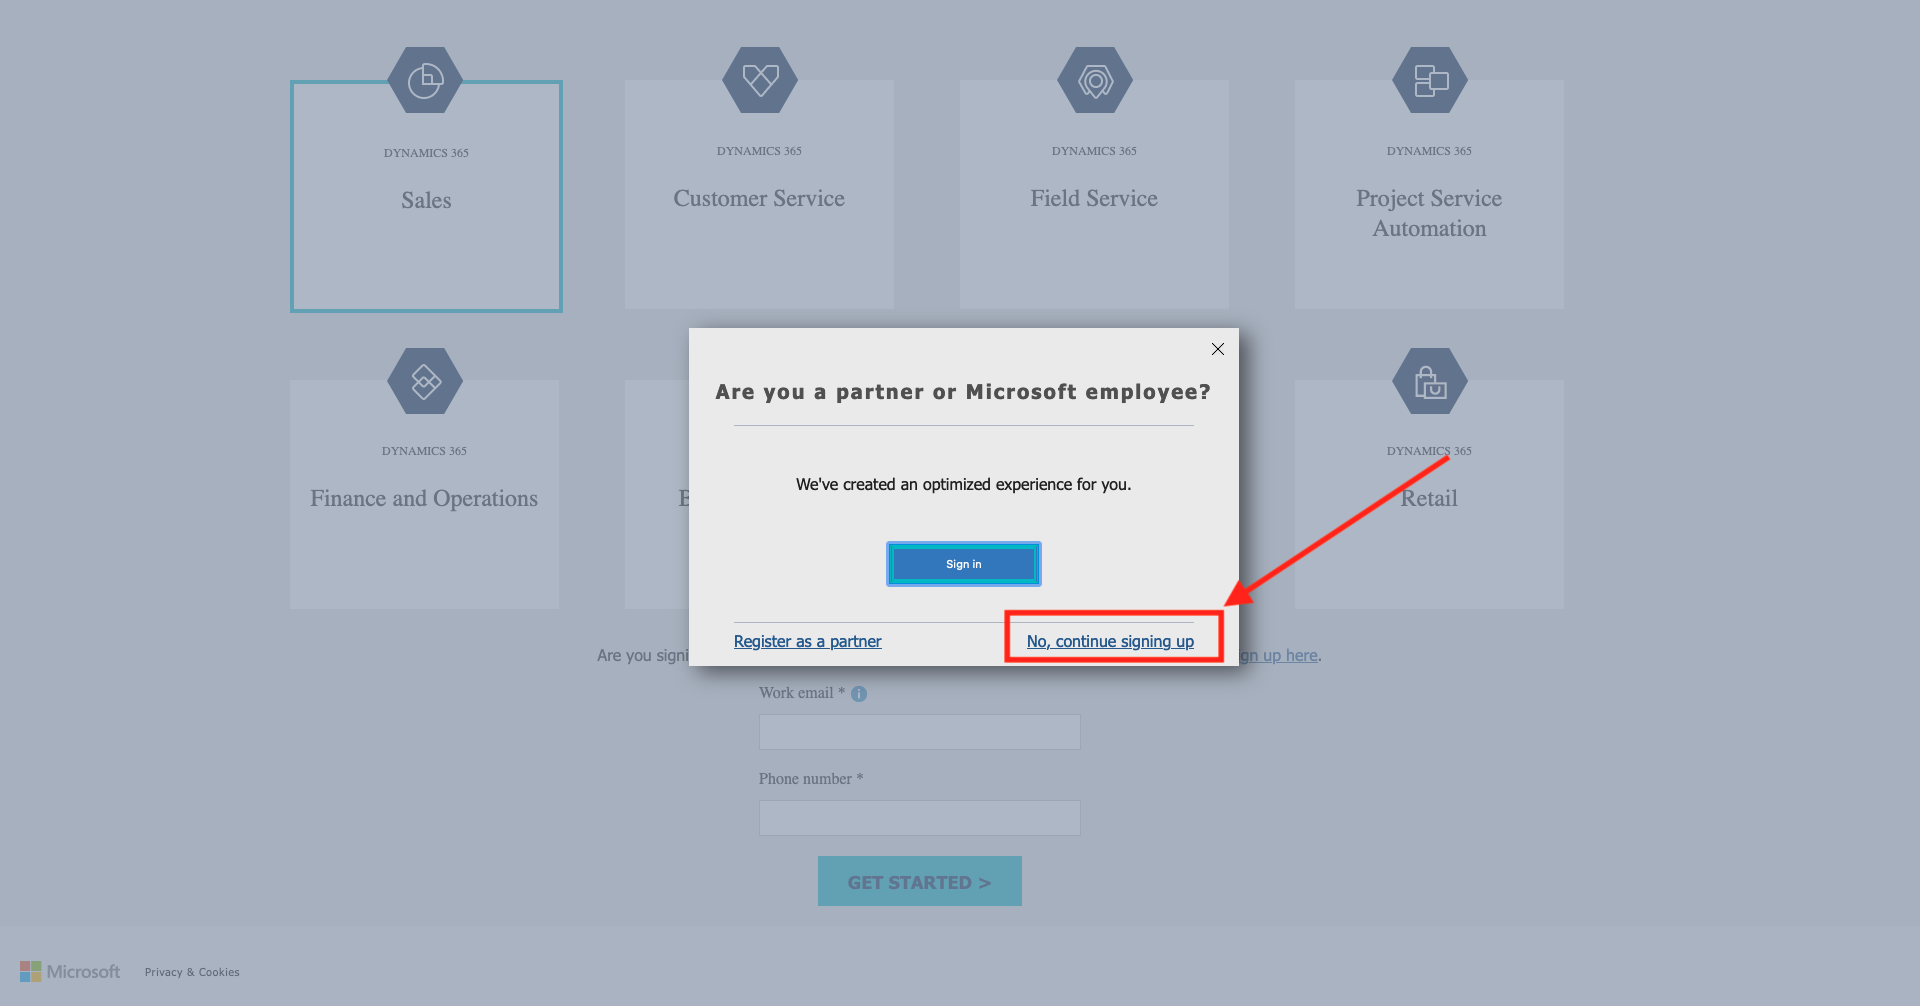 DYNAMICS 365
Sales
DYNAMICS 365
Customer Service
DYNAMICS 365
Field Service
DYNAMICS 365
Project Service
Automation
DYNAMICS 365
Finance and Operations
B
DYNAMICS 365
Retail
Are you a partner or Microsoft employee?
We've created an optimized experience for you.
Sign in
Register as a partner
No, continue signing up
Are you signi
gn up here.
Work email *
Phone number *
GET STARTED >
Microsoft
Privacy & Cookies